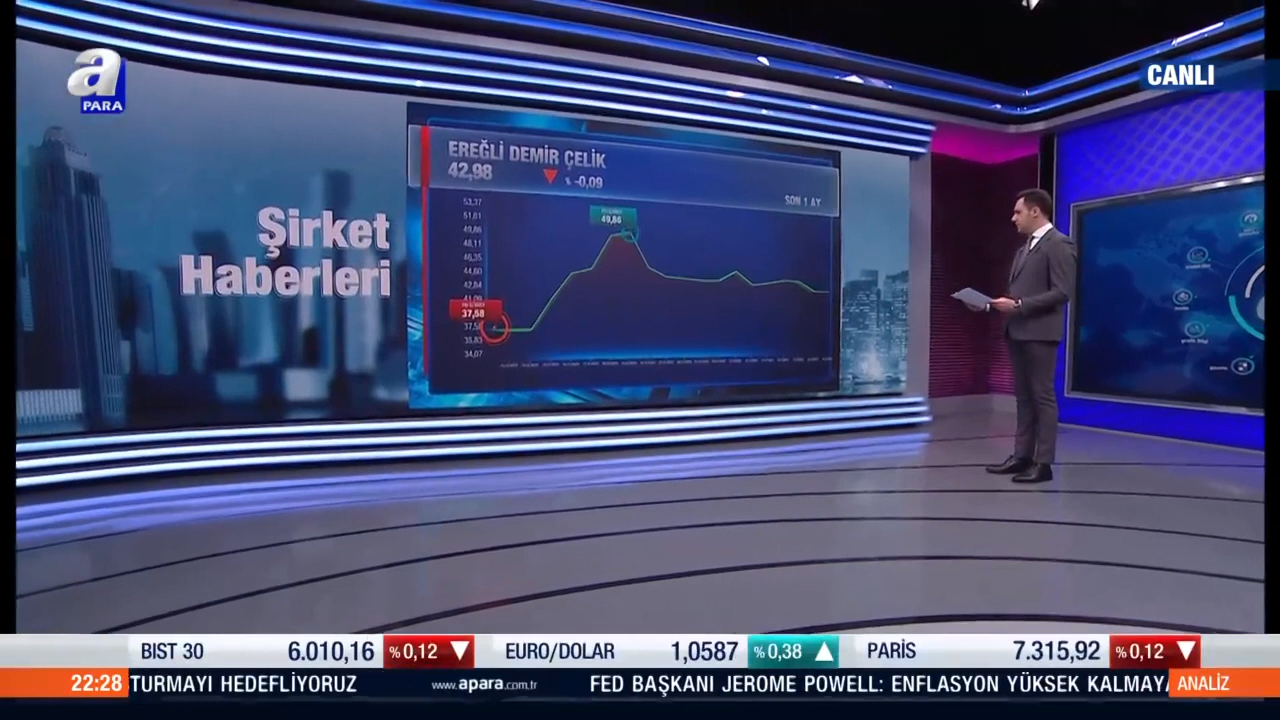 a
PARA
CANLI
Şirket
Haberleri
EREĞLİ DEMİR ÇELİK
42,98
% -0,09
SON 1 AY
53,37
51,61
49,86
48,11
46,35
44,60
42,84
41,09
35,83
34,07
49,86
37,58
BIST 30 6.010,16 %0,12
EURO/DOLAR 1,0587 %0,38
PARİS 7.315,92 %0,12
22:28
TURMAYI HEDEFLİYORUZ
www.apara.com.tr
FED BAŞKANI JEROME POWELL: ENFLASYON YÜKSEK KALMAYA
ANALİZ